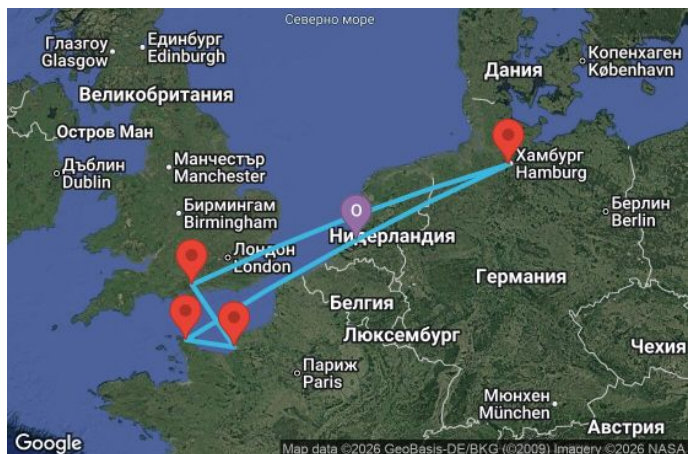 Северно море
Глазгоу
Glasgow
Единбург
Edinburgh
Копенхаген
København
Дания
Великобритания
Остров Ман
Дъблин
Dublin
Манчестър
Manchester
Хамбург
Hamburg
Бирмингам
Birmingham
О
Берлин
Berlin
Нидерландия
Лондон
London
Германия
Белгия
Люксембург
Чехия
Париж
Paris
Мюнхен
München
Австрия
Google
Map data ©2026 GeoBasis-DE/BKG (©2009) Imagery ©2026 NASA